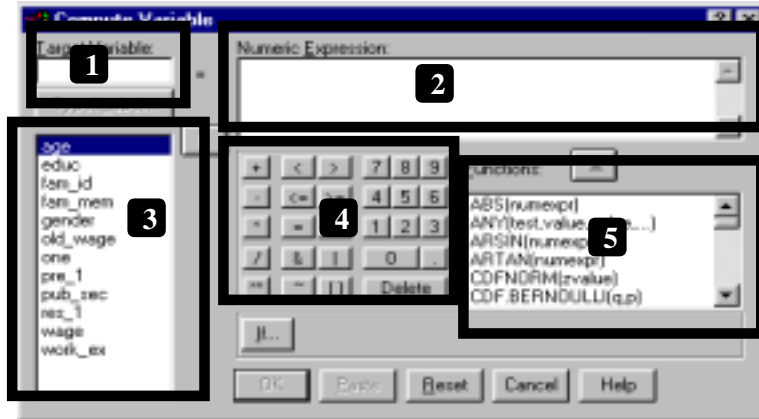 Compute Variable
Target Variable:
Numeric Expression:
1
=
2
age
educ
fam_id
fam_mem
gender
old_wage
one
pre_1
pub_sec
res_1
wage
work_ex
3
+ < > 7 8 9
- <= >= 4 5 6
* = 1 2 3
/ & | 0 .
** ~ () Delete
4
Functions:
ABS(numexpr)
ANY(test,value,value,...)
ARSIN(numexpr)
ARTAN(numexpr)
CDFNORM(zvalue)
CDF.BERNOULLI(q,p)
5
If...
OK Paste Reset Cancel Help